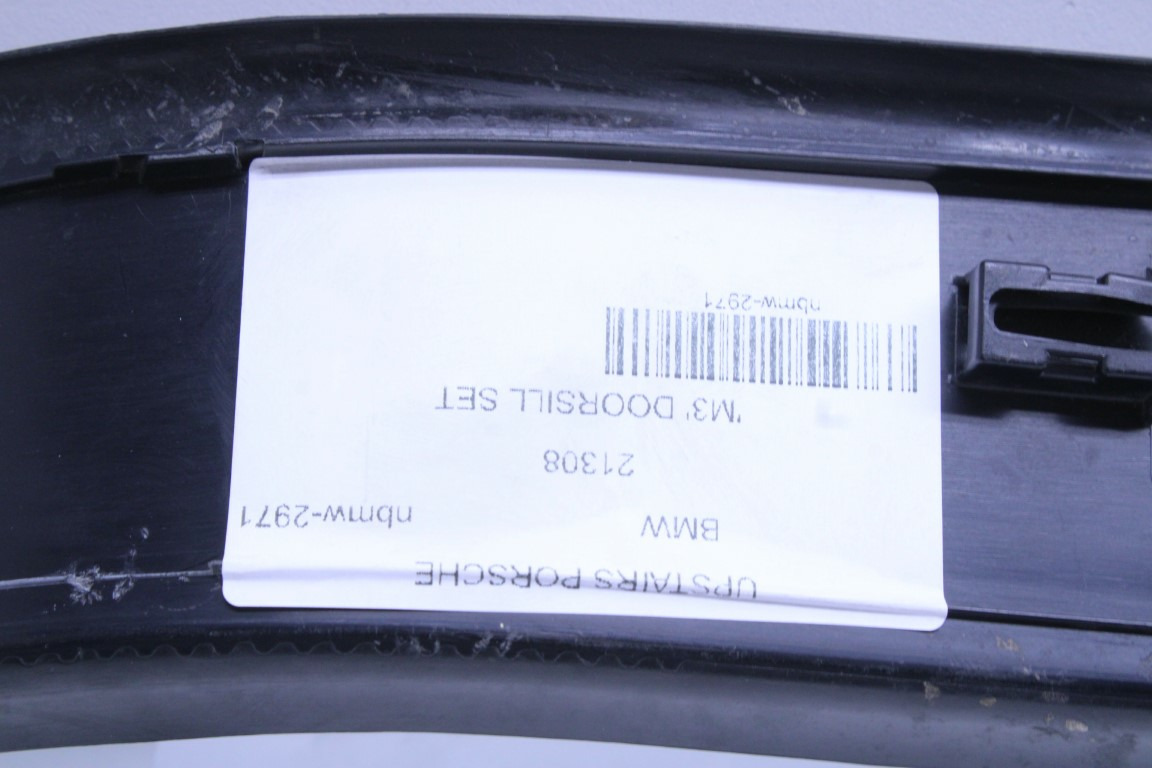 UPSTAIRS PORSCHE
BMW nbmw-2971
21308
'M3' DOORSILL SET
nbmw-2971